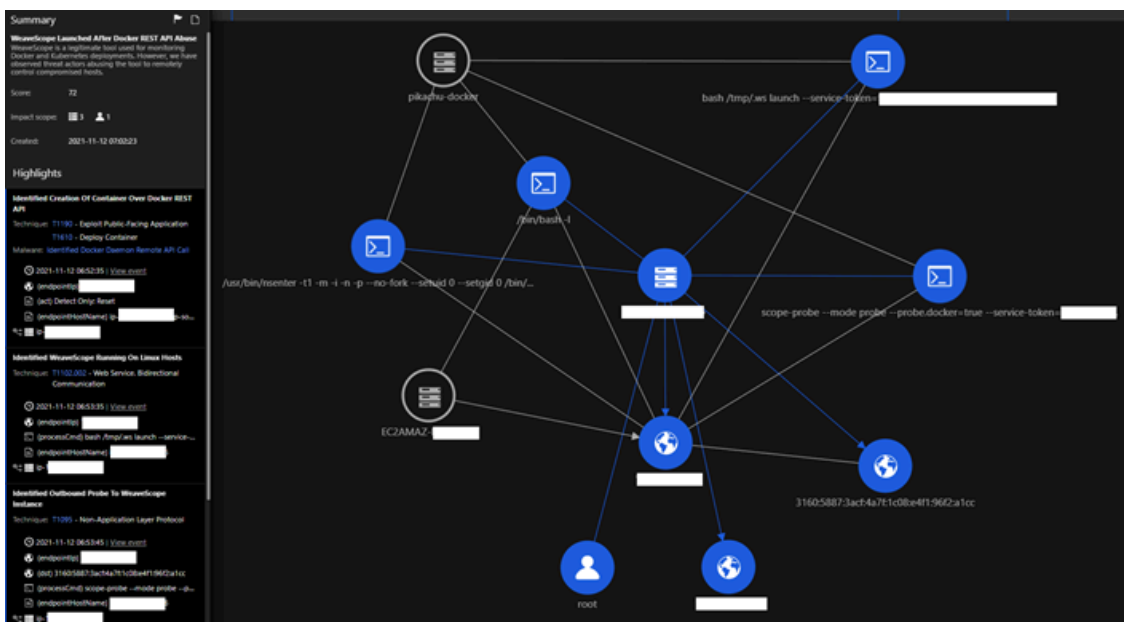 Summary
WeaveScope Launched After Docker REST API Abuse
WeaveScope is a legitimate tool used for monitoring
Docker and Kubernetes deployments. However, we have
observed threat actors abusing the tool to remotely
control compromised hosts.
Score: 72
Impact scope: 3 1
Created: 2021-11-12 07:02:23
Highlights
Identified Creation Of Container Over Docker REST
API
Technique: T1190 - Exploit Public-Facing Application
T1610 - Deploy Container
Malware: Identified Docker Daemon Remote API Call
2021-11-12 06:52:35 | View event
(endpointIp)
(act) Detect Only: Reset
(endpointHostName) ip- p-so...
ip-
Identified WeaveScope Running On Linux Hosts
Technique: T1102.002 - Web Service. Bidirectional
Communication
2021-11-12 06:53:35 | View event
(endpointIp)
(processCmd) bash /tmp/.ws launch --service-...
(endpointHostName)
ip-
Identified Outbound Probe To WeaveScope
Instance
Technique: T1095 - Non-Application Layer Protocol
2021-11-12 06:53:45 | View event
(endpointIp)
(dst) 3160:5887:3acf:4a7f:1c08:e4f1:96f2:a1cc
(processCmd) scope-probe --mode probe --p...
(endpointHostName)
ip-
pikachu-docker
bash /tmp/.ws launch --service-token=
/bin/bash -l
/usr/bin/nsenter -t1 -m -i -n -p --no-fork --setuid 0 --setgid 0 /bin/...
scope-probe --mode probe --probe.docker=true --service-token=
EC2AMAZ-
3160:5887:3acf:4a7f:1c08:e4f1:96f2:a1cc
root